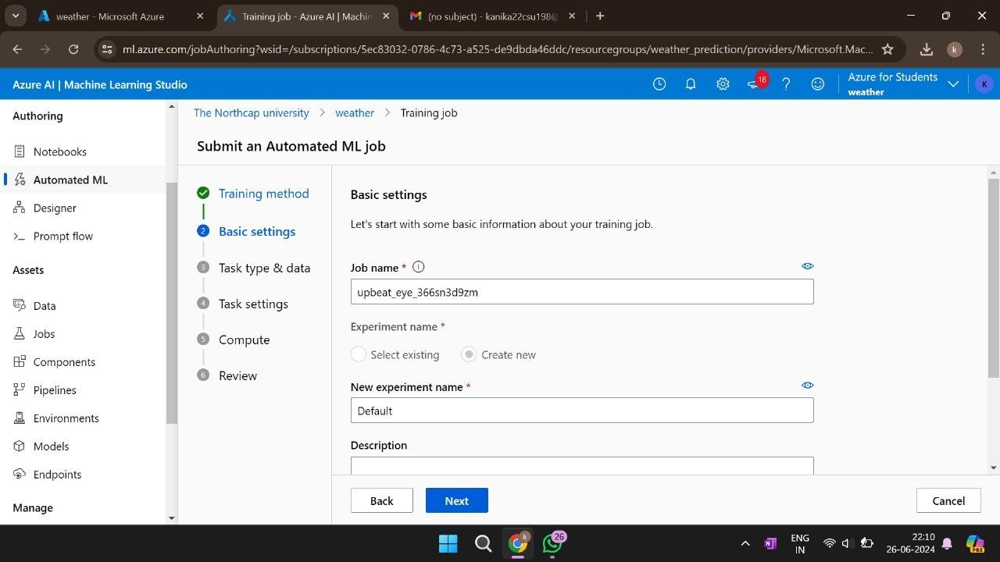 weather - Microsoft Azure
Training job - Azure AI | Machin
(no subject) - kanika22csu198@
ml.azure.com/jobAuthoring?wsid=/subscriptions/5ec83032-0786-4c73-a525-de9dbda46ddc/resourcegroups/weather_prediction/providers/Microsoft.Mac...
k
Azure AI | Machine Learning Studio
18
Azure for Students
weather
K
Authoring
Notebooks
Automated ML
Designer
Prompt flow
Assets
Data
Jobs
Components
Pipelines
Environments
Models
Endpoints
Manage
The Northcap university > weather > Training job
Submit an Automated ML job
Training method
2 Basic settings
3 Task type & data
4 Task settings
5 Compute
6 Review
Basic settings
Let's start with some basic information about your training job.
Job name *
upbeat_eye_366sn3d9zm
Experiment name *
Select existing
Create new
New experiment name *
Default
Description
Back
Next
Cancel
k
26
ENG
IN
22:10
26-06-2024
PRE